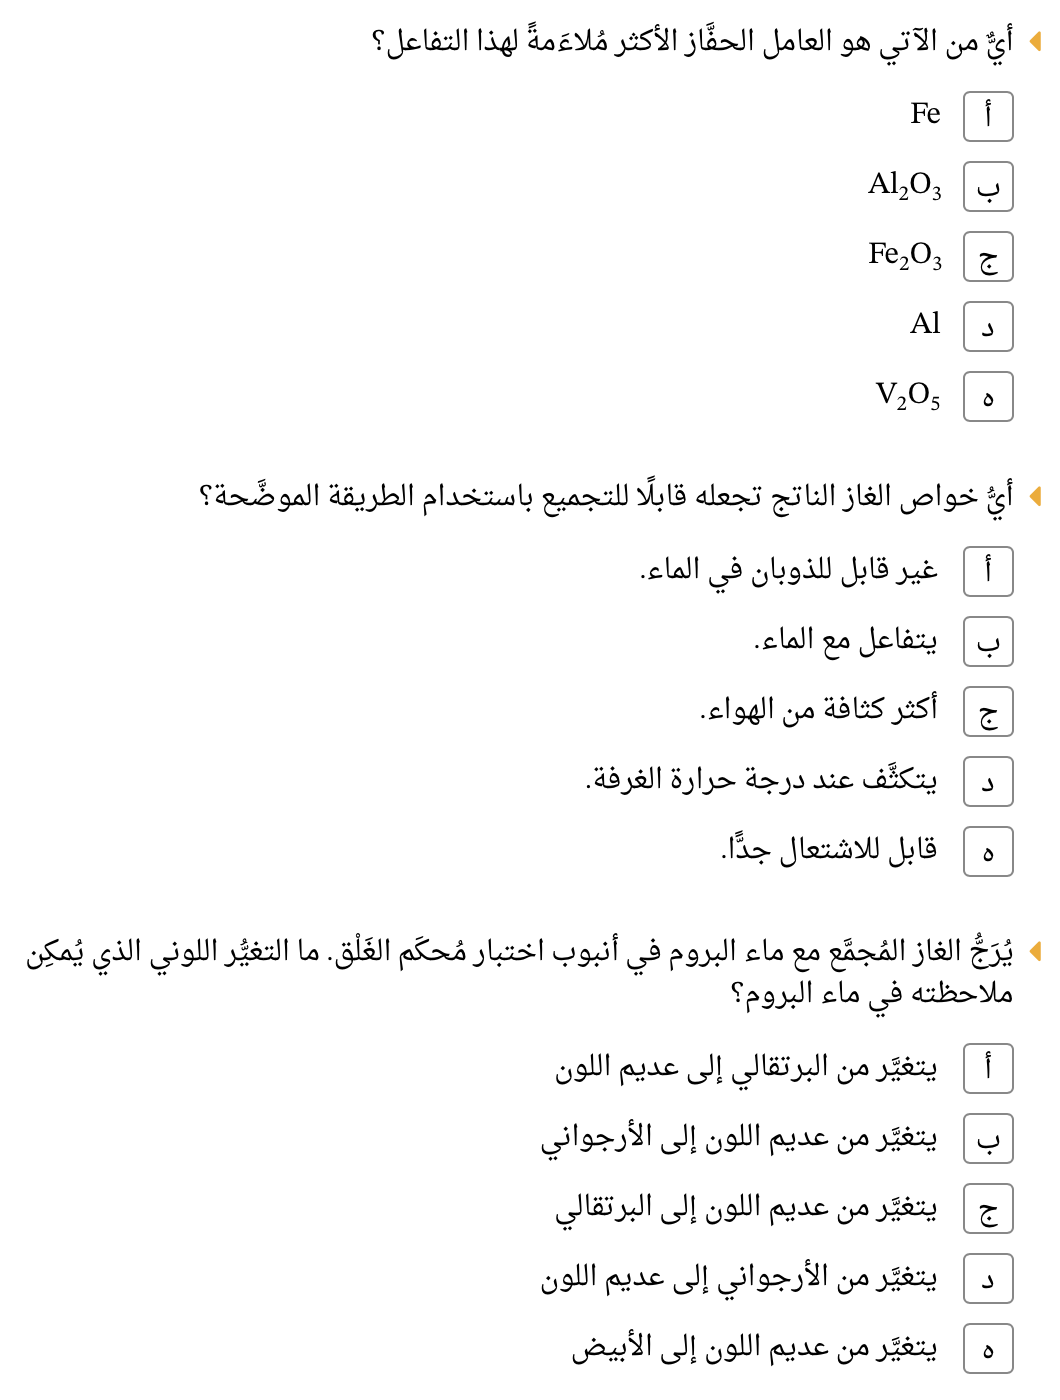 أيٌّ من الآتي هو العامل الحفَّاز الأكثر مُلاءَمةً لهذا التفاعل؟
أ Fe
ب Al₂O₃
ج Fe₂O₃
د Al
ه V₂O₅
أيُّ خواص الغاز الناتج تجعله قابلًا للتجميع باستخدام الطريقة الموضَّحة؟
أ غير قابل للذوبان في الماء.
ب يتفاعل مع الماء.
ج أكثر كثافة من الهواء.
د يتكثَّف عند درجة حرارة الغرفة.
ه قابل للاشتعال جدًّا.
يُرَجُّ الغاز المُجمَّع مع ماء البروم في أنبوب اختبار مُحكَم الغَلْق. ما التغيُّر اللوني الذي يُمكِن
ملاحظته في ماء البروم؟
أ يتغيَّر من البرتقالي إلى عديم اللون
ب يتغيَّر من عديم اللون إلى الأرجواني
ج يتغيَّر من عديم اللون إلى البرتقالي
د يتغيَّر من الأرجواني إلى عديم اللون
ه يتغيَّر من عديم اللون إلى الأبيض